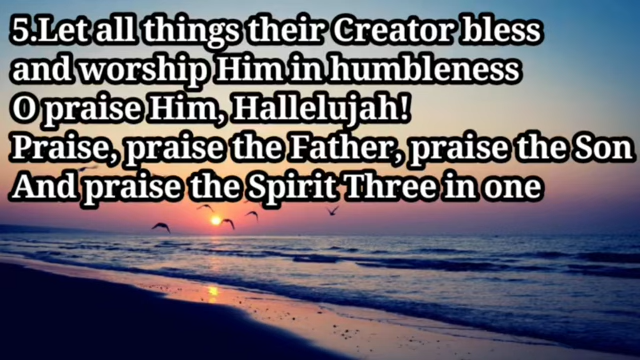 5.Let all things their Creator bless
and worship Him in humbleness
O praise Him, Hallelujah!
Praise, praise the Father, praise the Son
And praise the Spirit Three in one